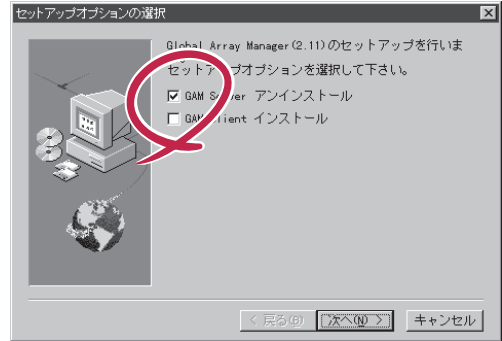 セットアップオプションの選択
Global Array Manager(2.11)のセットアップを行いま
セットアップオプションを選択して下さい。
GAM Server アンインストール
GAM Client インストール
< 戻る(B)
次へ(N) >
キャンセル